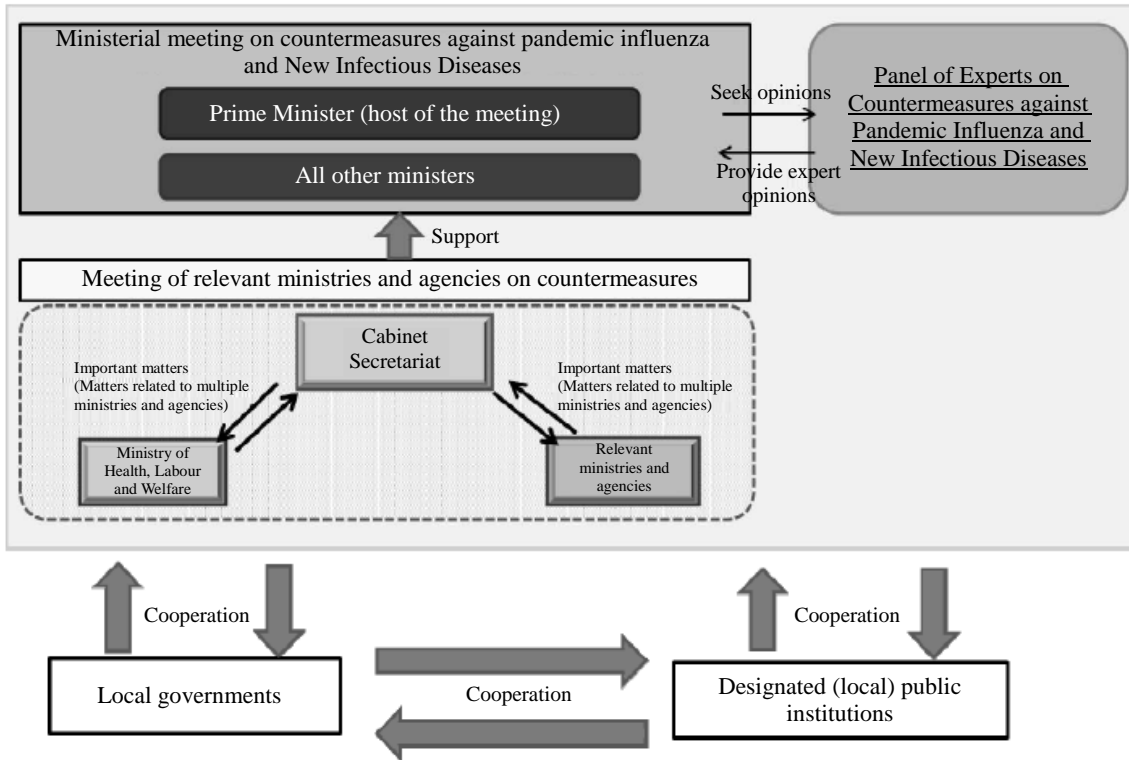 Ministerial meeting on countermeasures against pandemic influenza
and New Infectious Diseases
Prime Minister (host of the meeting)
All other ministers
Seek opinions
Provide expert
opinions
Panel of Experts on
Countermeasures against
Pandemic Influenza and
New Infectious Diseases
Support
Meeting of relevant ministries and agencies on countermeasures
Cabinet
Secretariat
Important matters
(Matters related to multiple
ministries and agencies)
Important matters
(Matters related to multiple
ministries and agencies)
Ministry of
Health, Labour
and Welfare
Relevant
ministries and
agencies
Cooperation
Cooperation
Local governments
Cooperation
Designated (local) public
institutions